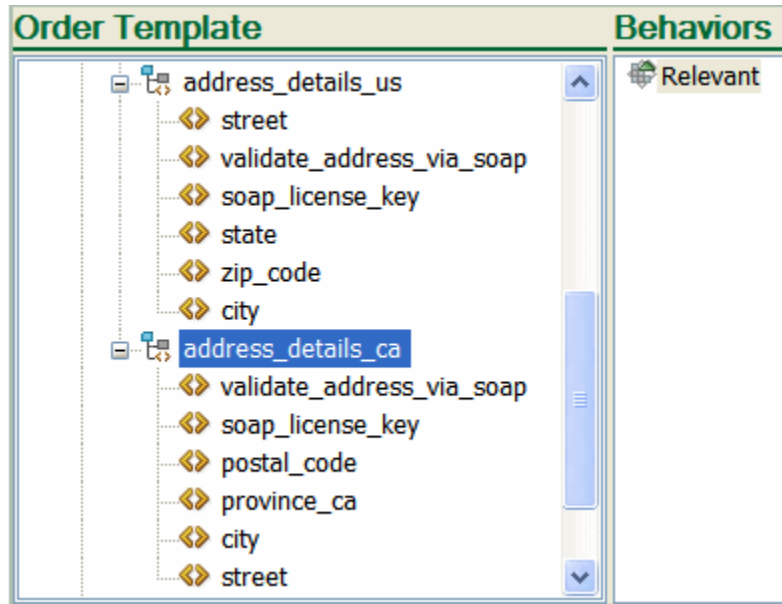 Order Template
address_details_us
street
validate_address_via_soap
soap_license_key
state
zip_code
city
address_details_ca
validate_address_via_soap
soap_license_key
postal_code
province_ca
city
street
Behaviors
Relevant